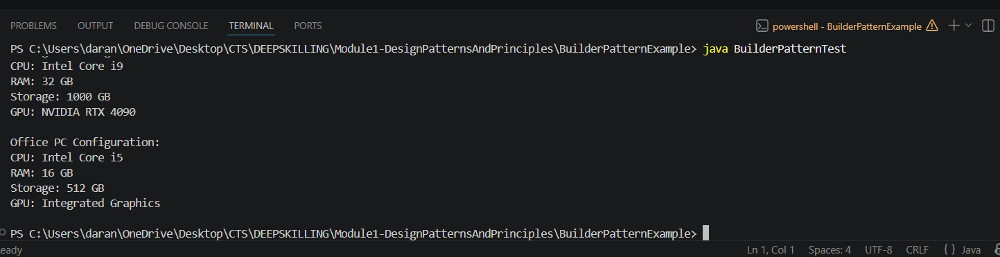 PROBLEMS OUTPUT DEBUG CONSOLE TERMINAL PORTS powershell - BuilderPatternExample
PS C:\Users\daran\OneDrive\Desktop\CTS\DEEPSKILLING\Module1-DesignPatternsAndPrinciples\BuilderPatternExample> java BuilderPatternTest
CPU: Intel Core i9
RAM: 32 GB
Storage: 1000 GB
GPU: NVIDIA RTX 4090
Office PC Configuration:
CPU: Intel Core i5
RAM: 16 GB
Storage: 512 GB
GPU: Integrated Graphics
PS C:\Users\daran\OneDrive\Desktop\CTS\DEEPSKILLING\Module1-DesignPatternsAndPrinciples\BuilderPatternExample>
eady Ln 1, Col 1 Spaces: 4 UTF-8 CRLF { } Java